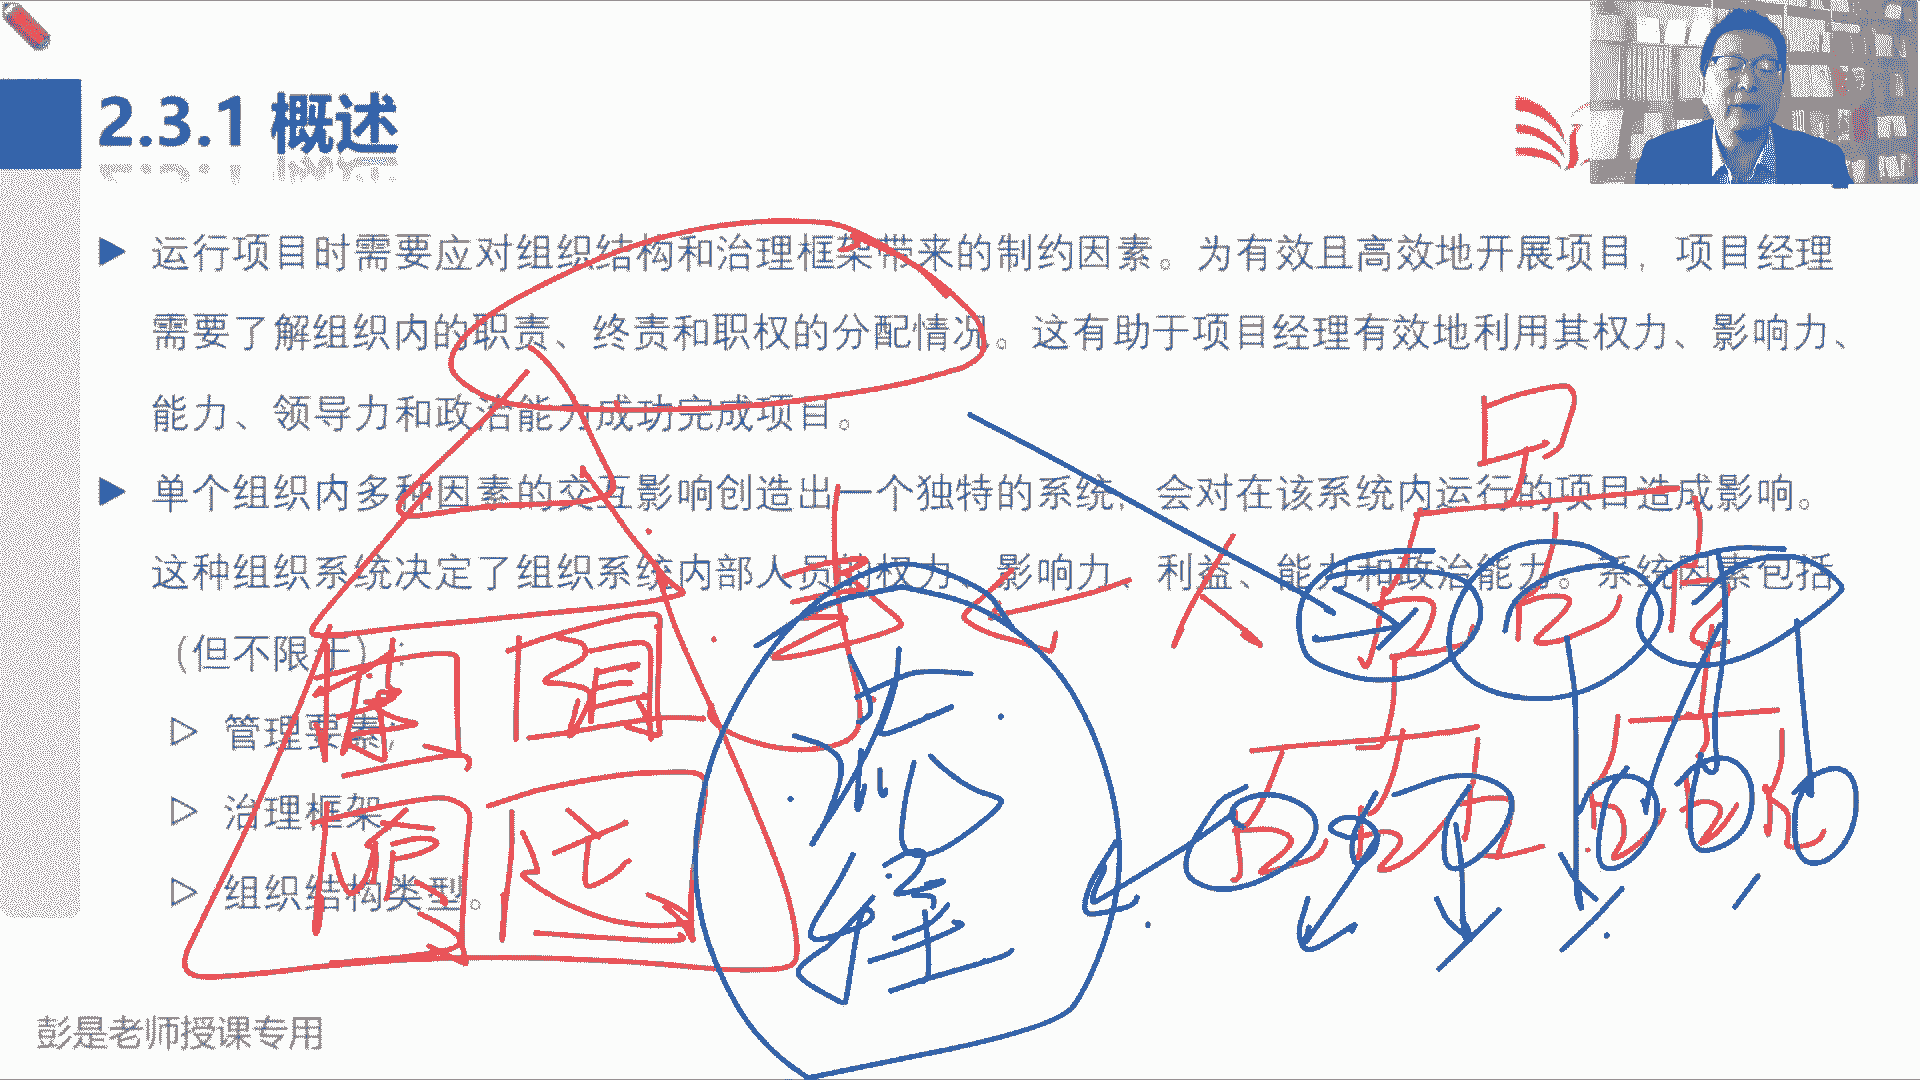 2.3.1 概述
运行项目时需要应对组织结构和治理框架带来的制约因素。为有效且高效地开展项目，项目经理
需要了解组织内的职责、终责和职权的分配情况。这有助于项目经理有效地利用其权力、影响力、
能力、领导力和政治能力成功完成项目。
单个组织内多种因素的交互影响创造出一个独特的系统，会对在该系统内运行的项目造成影响。
这种组织系统决定了组织系统内部人员的权力、影响力、利益、能力和政治能力。系统因素包括
（但不限于）：
管理要素；
治理框架
组织结构类型。
流程
彭是老师授课专用